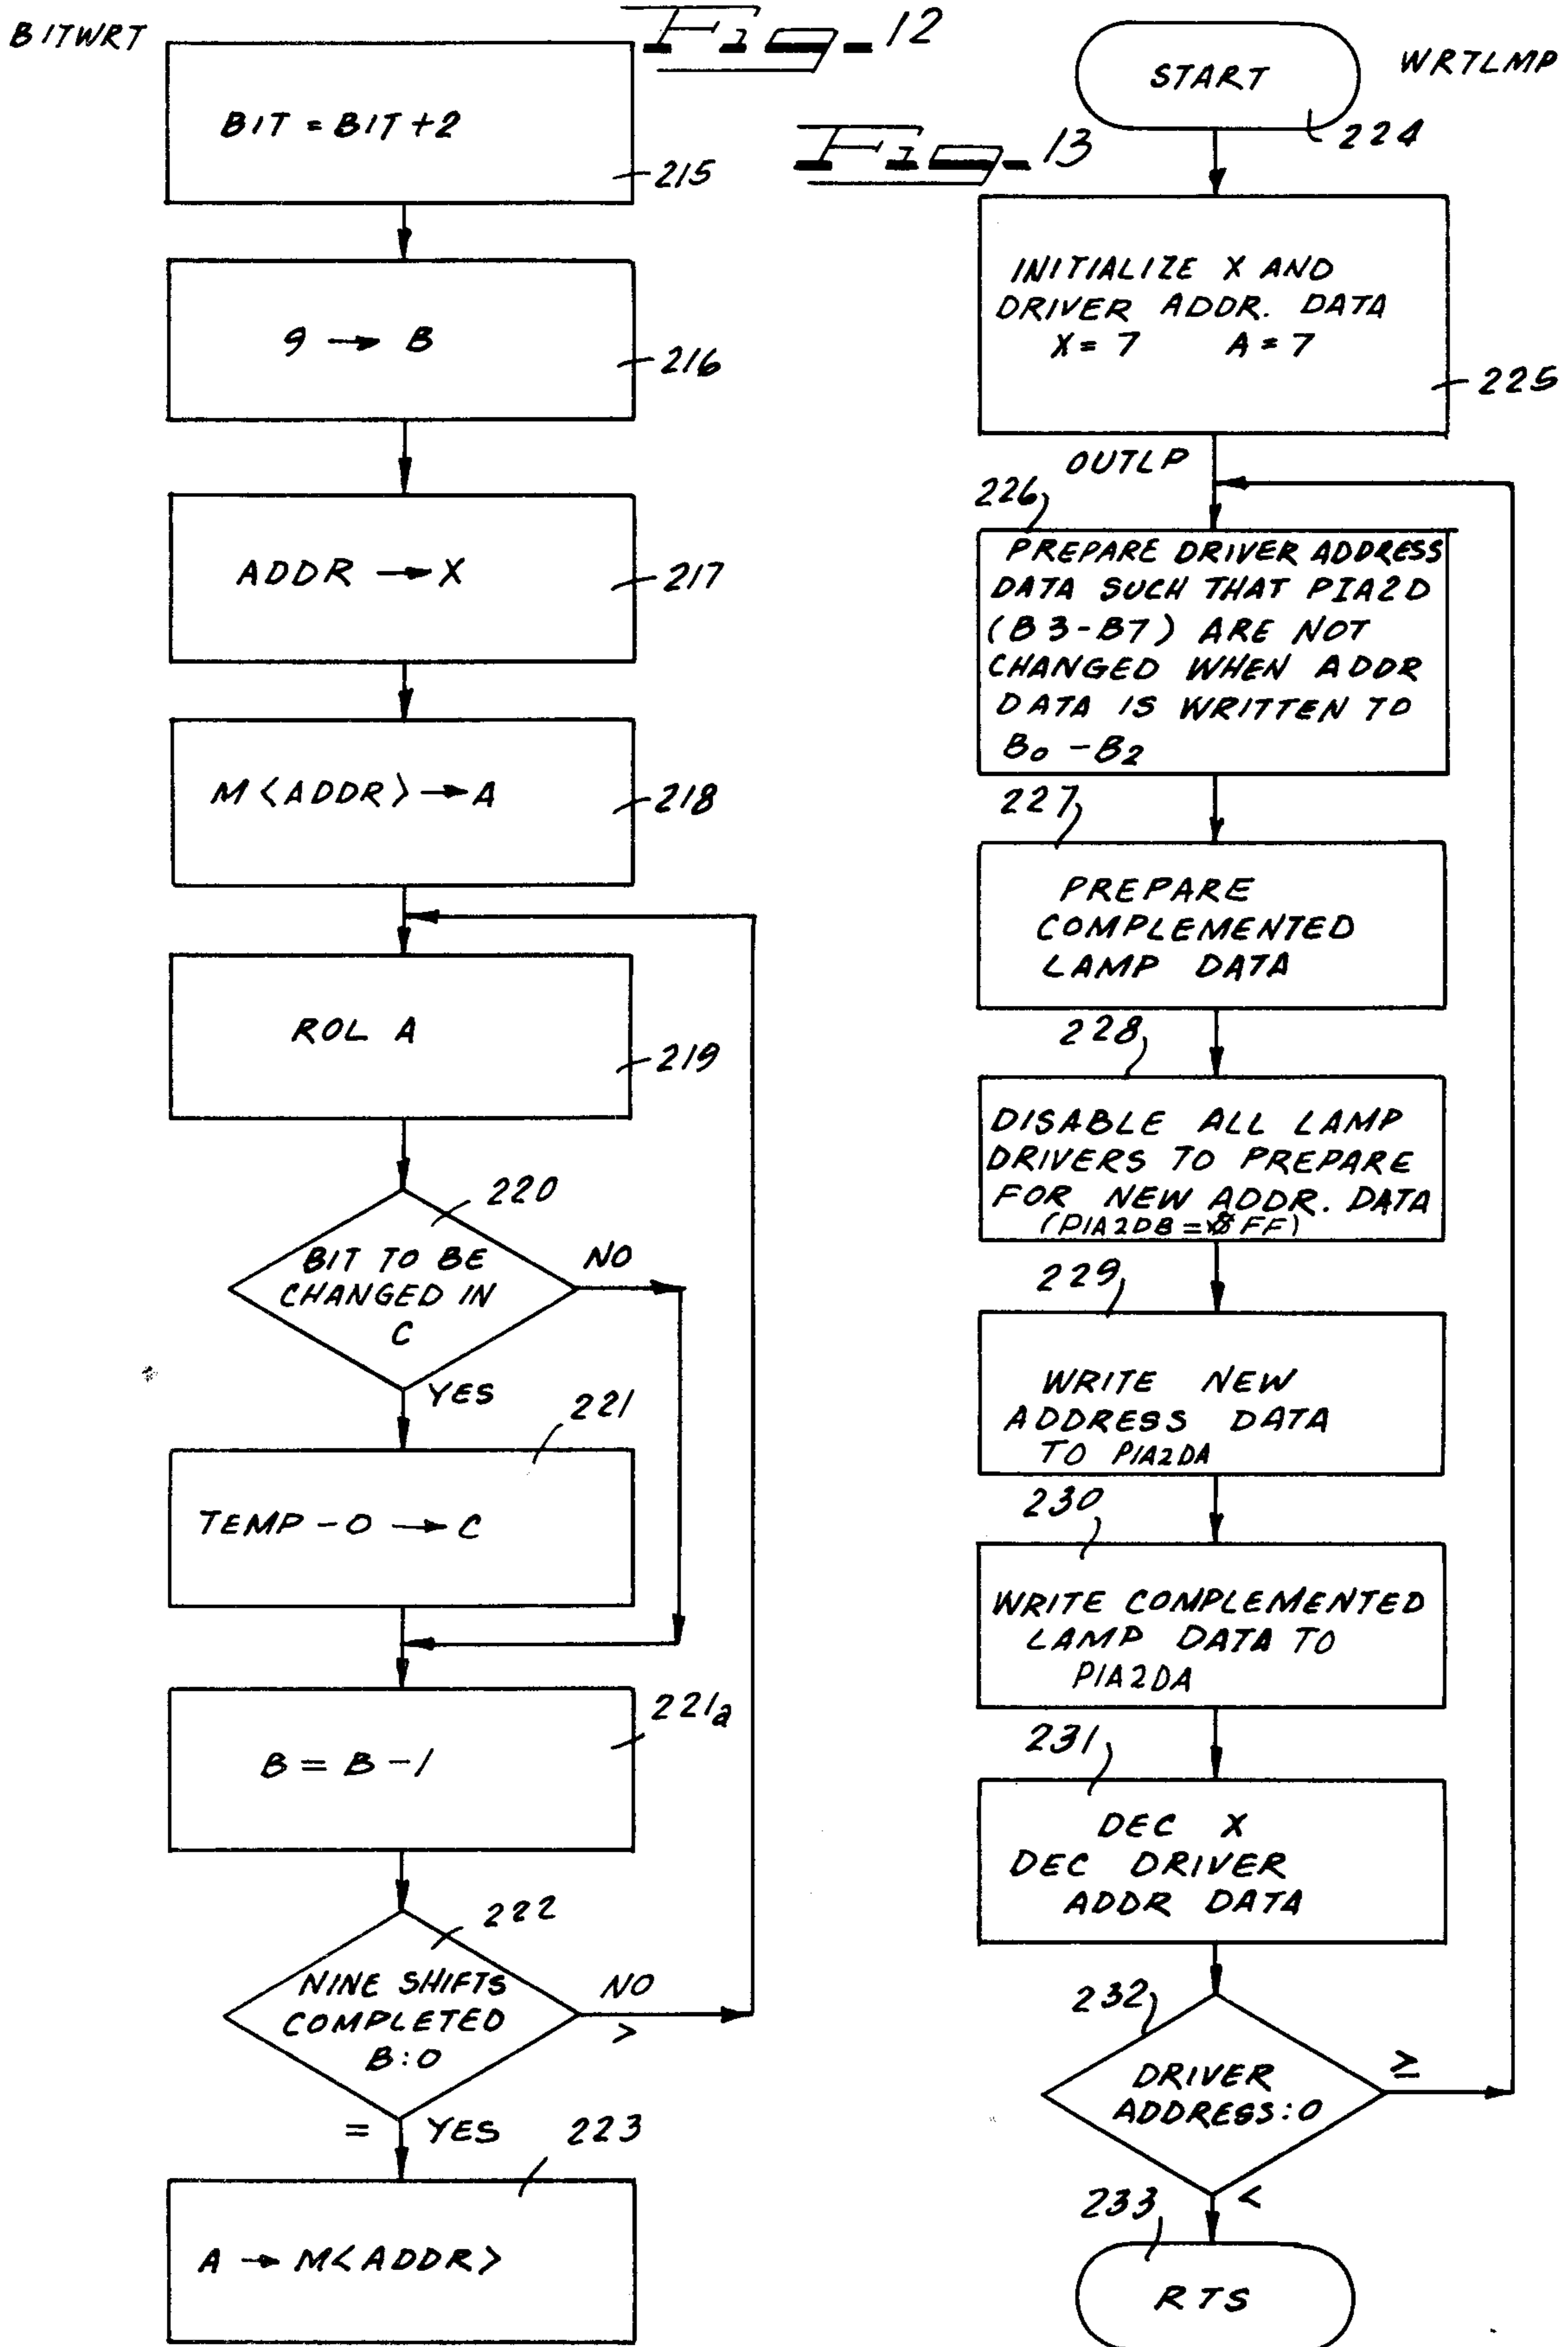 BITWRT
Fig-12
BIT = BIT+2
215
9 → B
216
ADDR → X
217
M<ADDR> → A
218
ROL A
219
220
BIT TO BE
CHANGED IN
C
NO
YES
221
TEMP-0 → C
221a
B = B-1
222
NINE SHIFTS
COMPLETED
B:0
NO
>
= YES
223
A → M<ADDR>
Fig-13
WRTLMP
START
224
INITIALIZE X AND
DRIVER ADDR. DATA
X=7 A=7
225
OUTLP
226
PREPARE DRIVER ADDRESS
DATA SUCH THAT PIA2D
(B3-B7) ARE NOT
CHANGED WHEN ADDR
DATA IS WRITTEN TO
B0-B2
227
PREPARE
COMPLEMENTED
LAMP DATA
228
DISABLE ALL LAMP
DRIVERS TO PREPARE
FOR NEW ADDR. DATA
(PIA2DB=$FF)
229
WRITE NEW
ADDRESS DATA
TO PIA2DA
230
WRITE COMPLEMENTED
LAMP DATA TO
PIA2DA
231
DEC X
DEC DRIVER
ADDR DATA
232
DRIVER
ADDRESS:0
≥
<
233
RTS